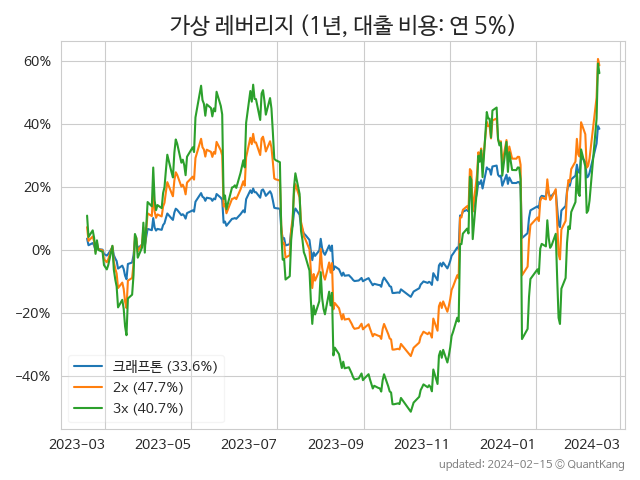 가상 레버리지 (1년, 대출 비용: 연 5%)
60%
40%
20%
0%
−20%
−40%
크래프톤 (33.6%)
2x (47.7%)
3x (40.7%)
2023−03 2023−05 2023−07 2023−09 2023−11 2024−01 2024−03
updated: 2024−02−15 © QuantKang